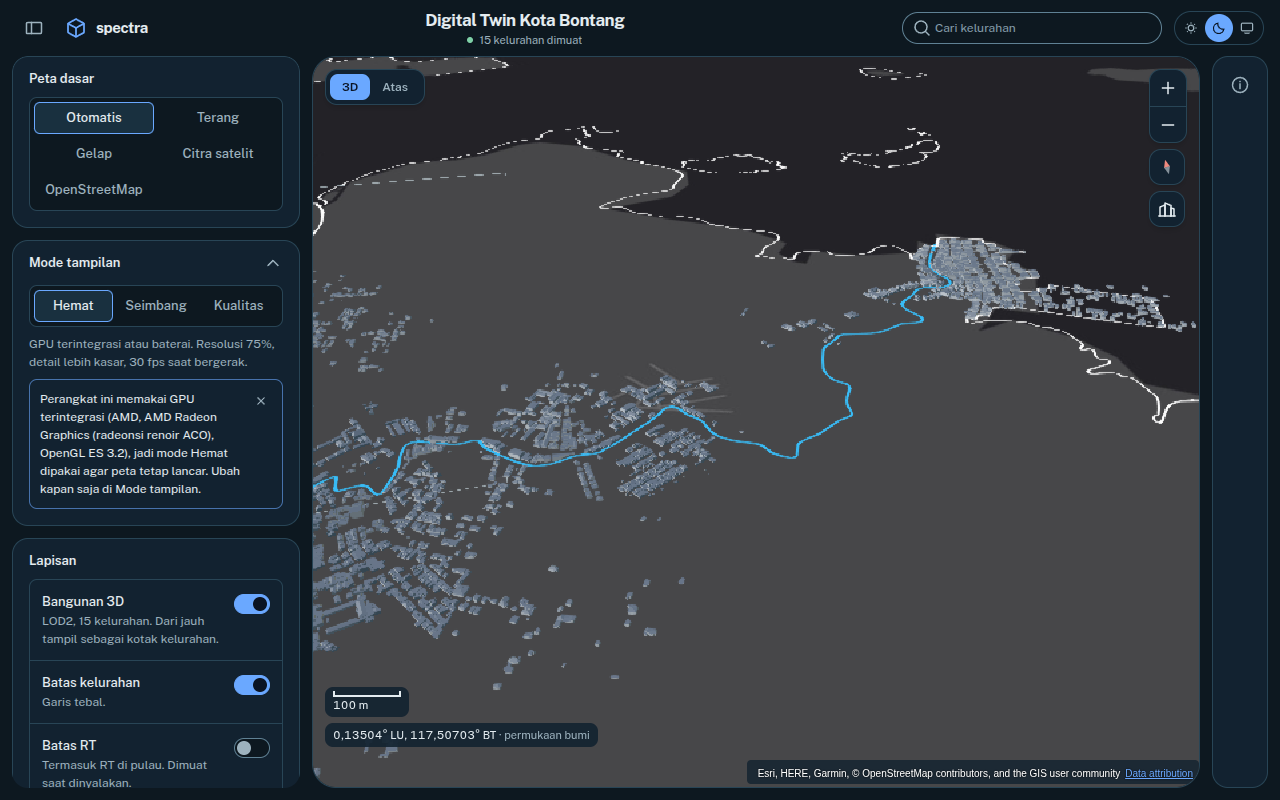 spectra
Digital Twin Kota Bontang
15 kelurahan dimuat
Cari kelurahan
Peta dasar
Otomatis
Terang
Gelap
Citra satelit
OpenStreetMap
Mode tampilan
Hemat
Seimbang
Kualitas
GPU terintegrasi atau baterai. Resolusi 75%,
detail lebih kasar, 30 fps saat bergerak.
Perangkat ini memakai GPU
terintegrasi (AMD, AMD Radeon
Graphics (radeonsi renoir ACO),
OpenGL ES 3.2), jadi mode Hemat
dipakai agar peta tetap lancar. Ubah
kapan saja di Mode tampilan.
Lapisan
Bangunan 3D
LOD2, 15 kelurahan. Dari jauh
tampil sebagai kotak kelurahan.
Batas kelurahan
Garis tebal.
Batas RT
Termasuk RT di pulau. Dimuat
saat dinyalakan.
3D
Atas
100 m
0,13504° LU, 117,50703° BT · permukaan bumi
Esri, HERE, Garmin, © OpenStreetMap contributors, and the GIS user community Data attribution